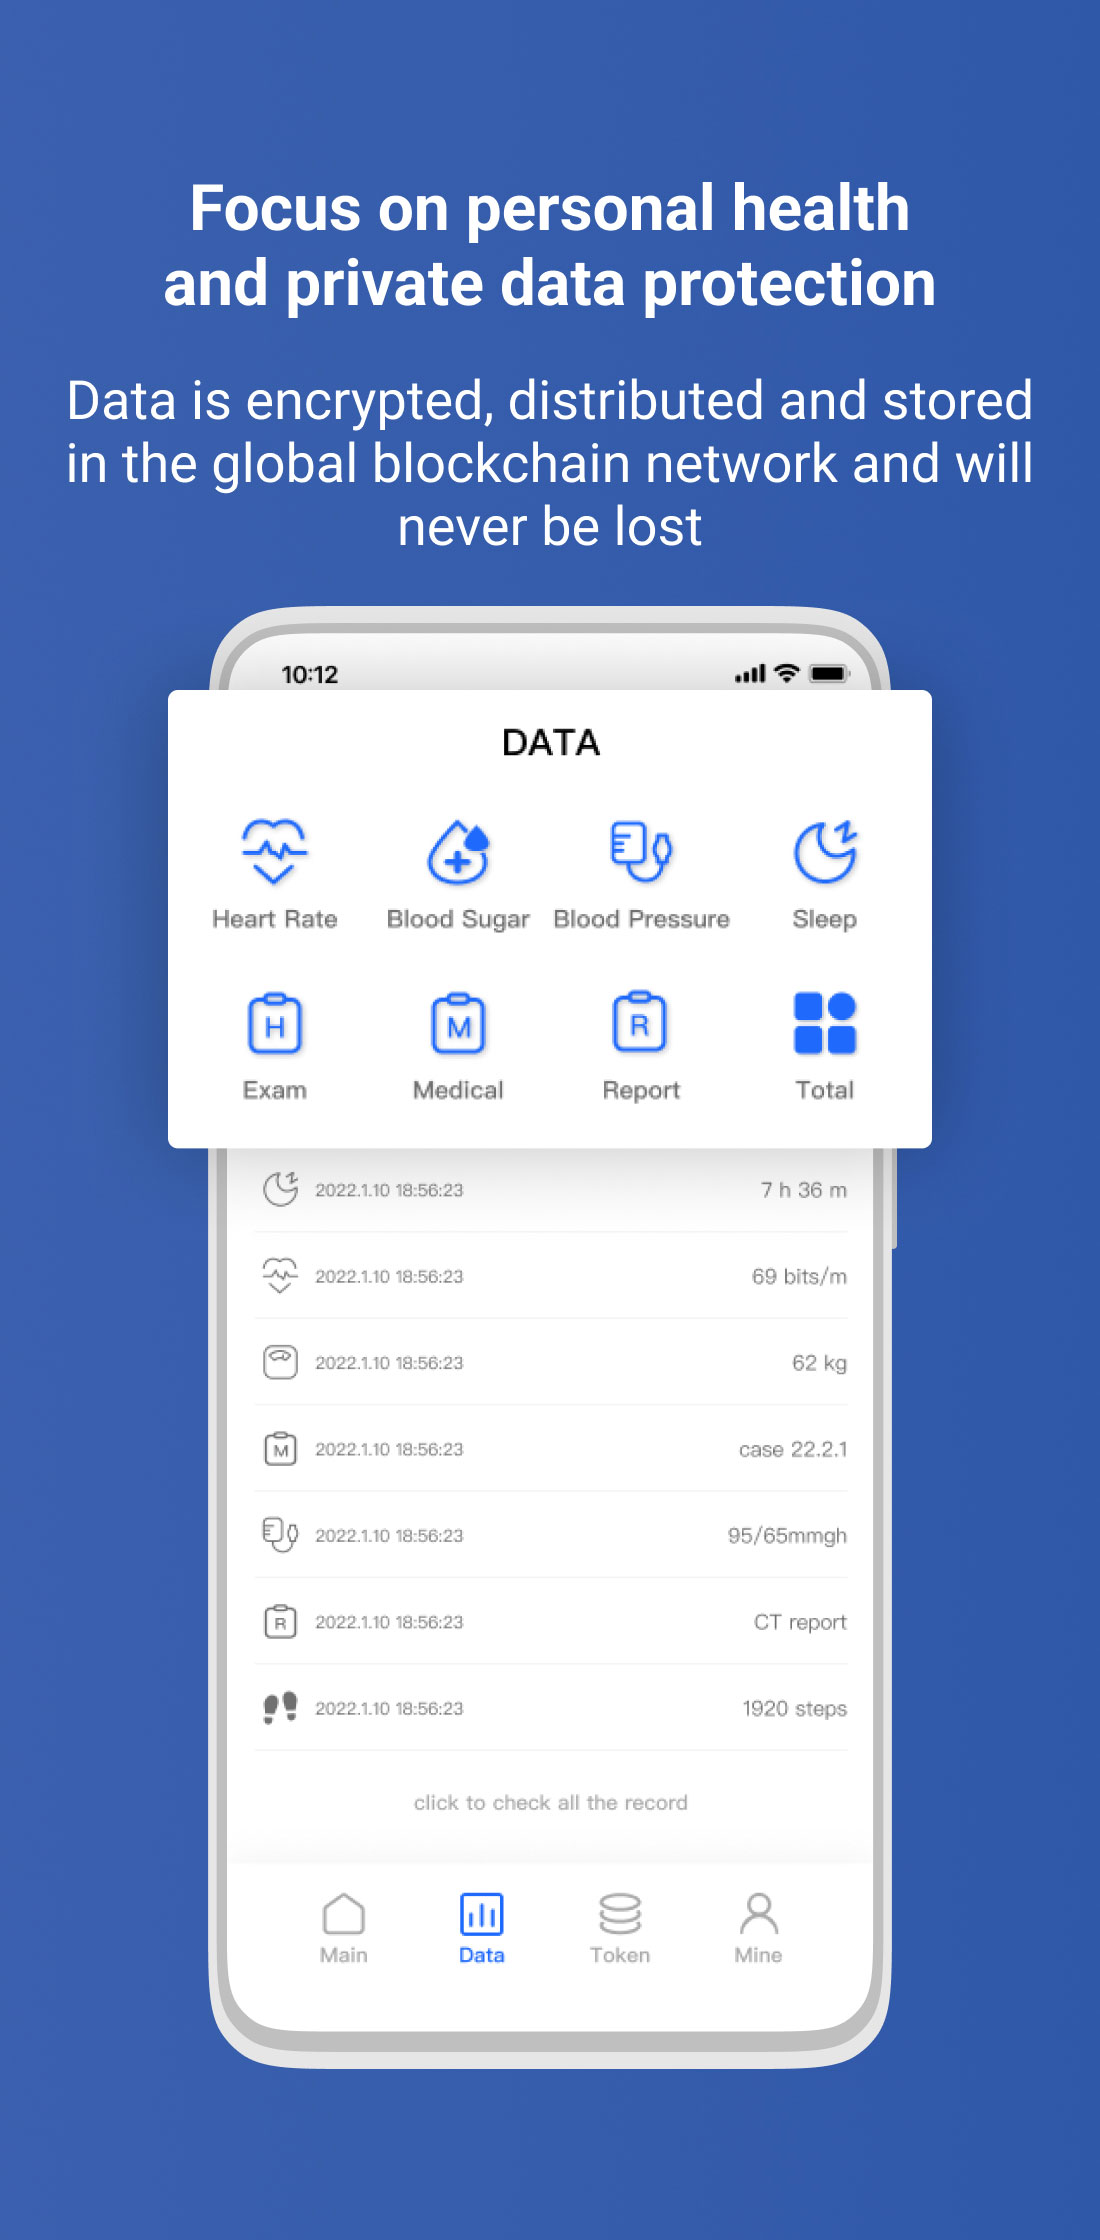 Focus on personal health
and private data protection
Data is encrypted, distributed and stored
in the global blockchain network and will
never be lost
10:12
DATA
Heart Rate Blood Sugar Blood Pressure Sleep
H M R
Exam Medical Report Total
2022.1.10 18:56:23 7 h 36 m
2022.1.10 18:56:23 69 bits/m
2022.1.10 18:56:23 62 kg
M 2022.1.10 18:56:23 case 22.2.1
2022.1.10 18:56:23 95/65mmgh
R 2022.1.10 18:56:23 CT report
2022.1.10 18:56:23 1920 steps
click to check all the record
Main Data Token Mine